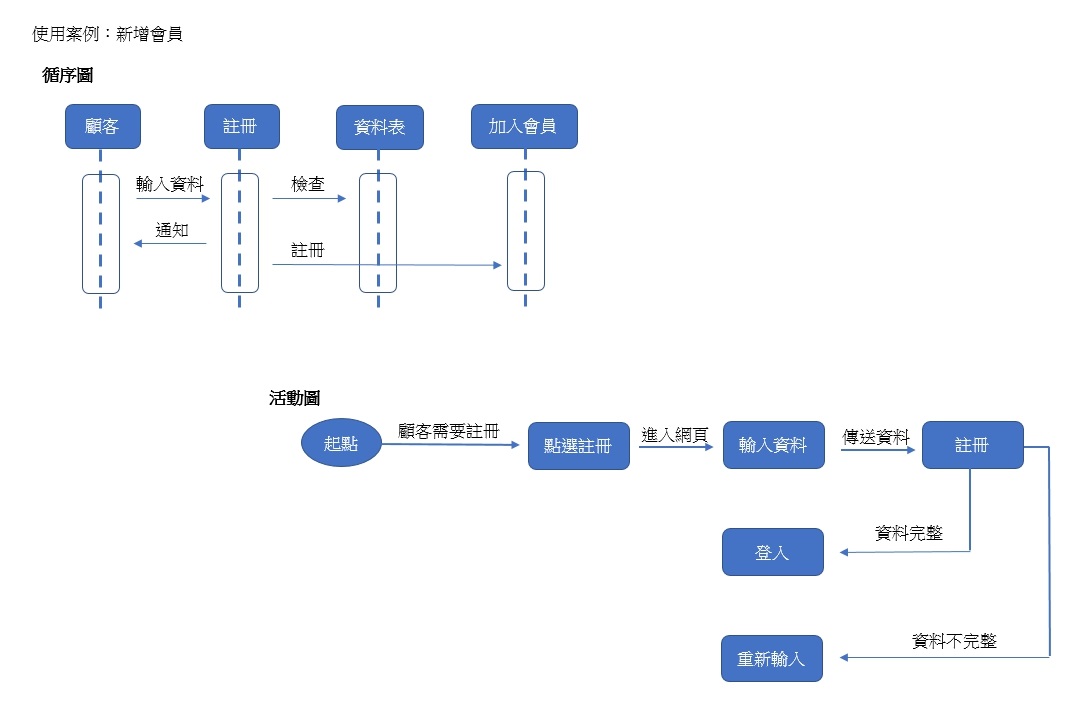 使用案例：新增會員
循序圖
顧客
註冊
資料表
加入會員
輸入資料
檢查
通知
註冊
活動圖
起點
顧客需要註冊
點選註冊
進入網頁
輸入資料
傳送資料
註冊
資料完整
登入
資料不完整
重新輸入